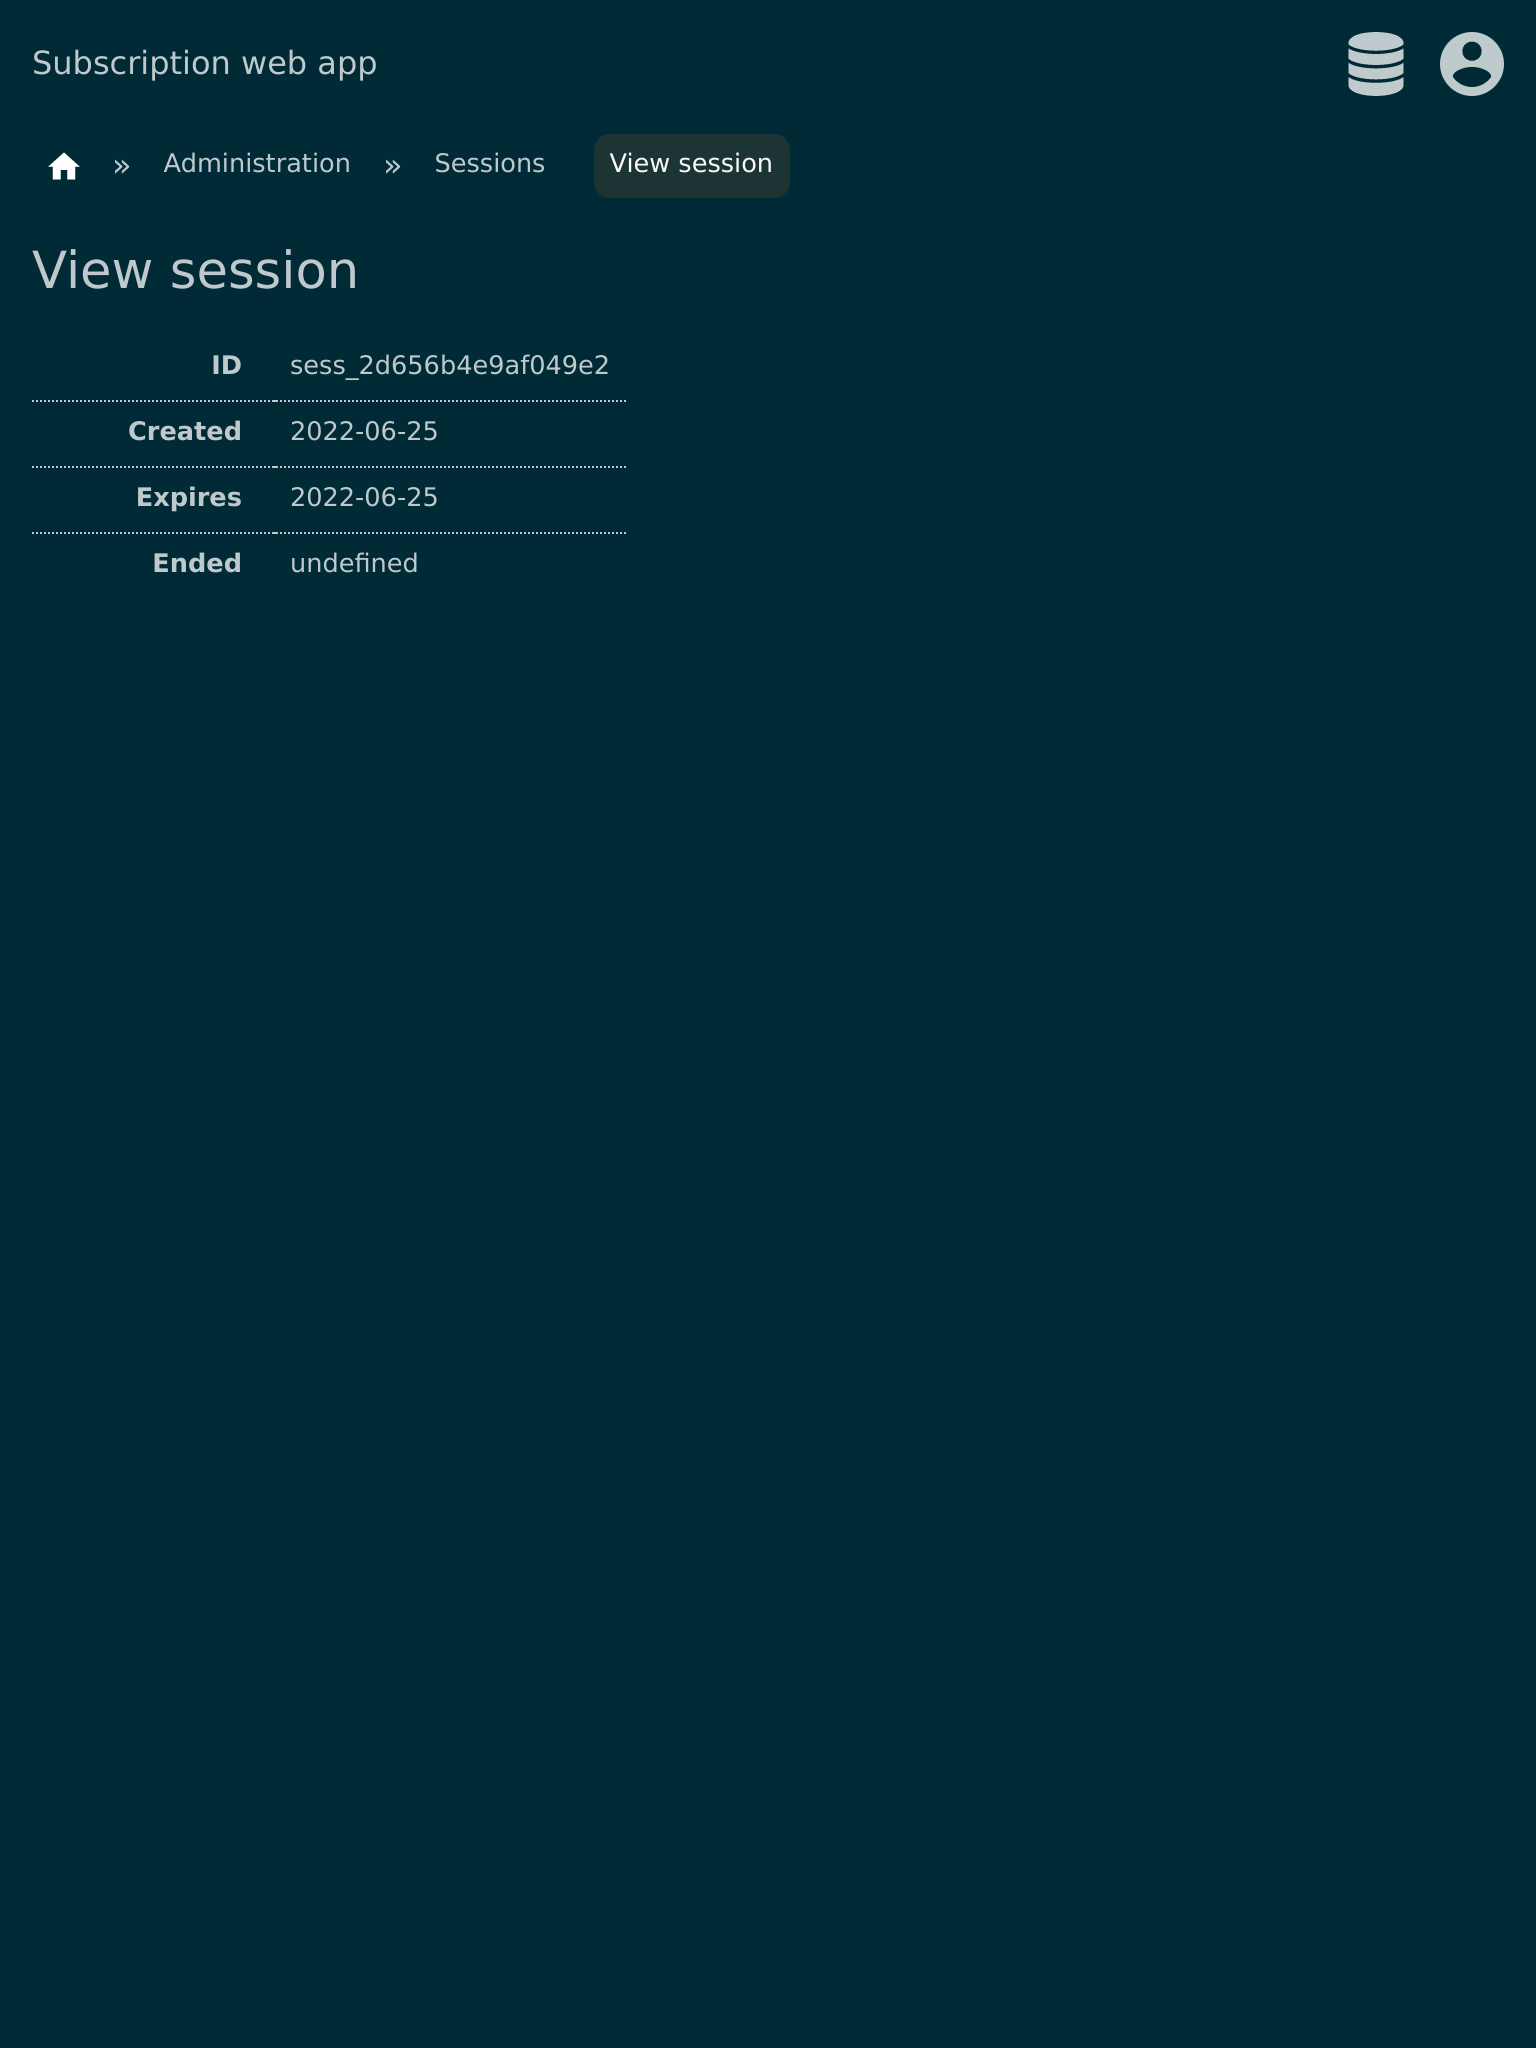 Subscription web app
» Administration » Sessions View session
View session
ID sess_2d656b4e9af049e2
Created 2022-06-25
Expires 2022-06-25
Ended undefined